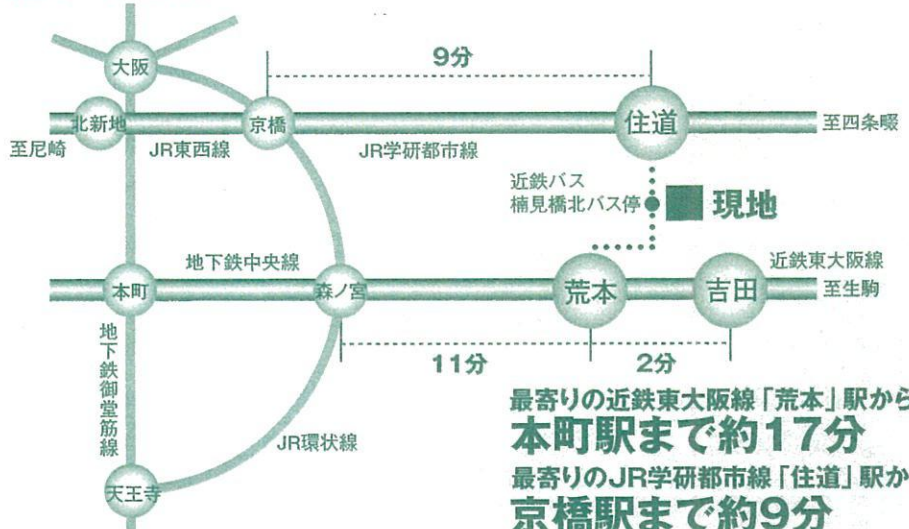 大阪
9分
北新地
京橋
住道
至四条畷
至尼崎
JR東西線
JR学研都市線
近鉄バス
楠見橋北バス停
現地
地下鉄中央線
近鉄東大阪線
本町
森ノ宮
荒本
吉田
至生駒
地下鉄御堂筋線
11分
2分
最寄りの近鉄東大阪線「荒本」駅から
本町駅まで約17分
JR環状線
最寄りのJR学研都市線「住道」駅か
天王寺
京橋駅まで約9分